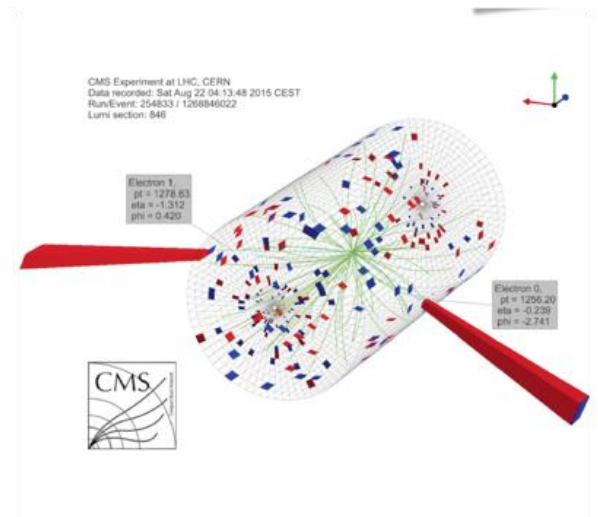 CMS Experiment at LHC, CERN
Data recorded: Sat Aug 22 04:13:48 2015 CEST
Run/Event: 254833 / 1268846022
Lumi section: 846
Electron 1,
pt = 1278.63
eta = -1.312
phi = 0.420
Electron 0,
pt = 1256.20
eta = -0.239
phi = -2.741
CMS